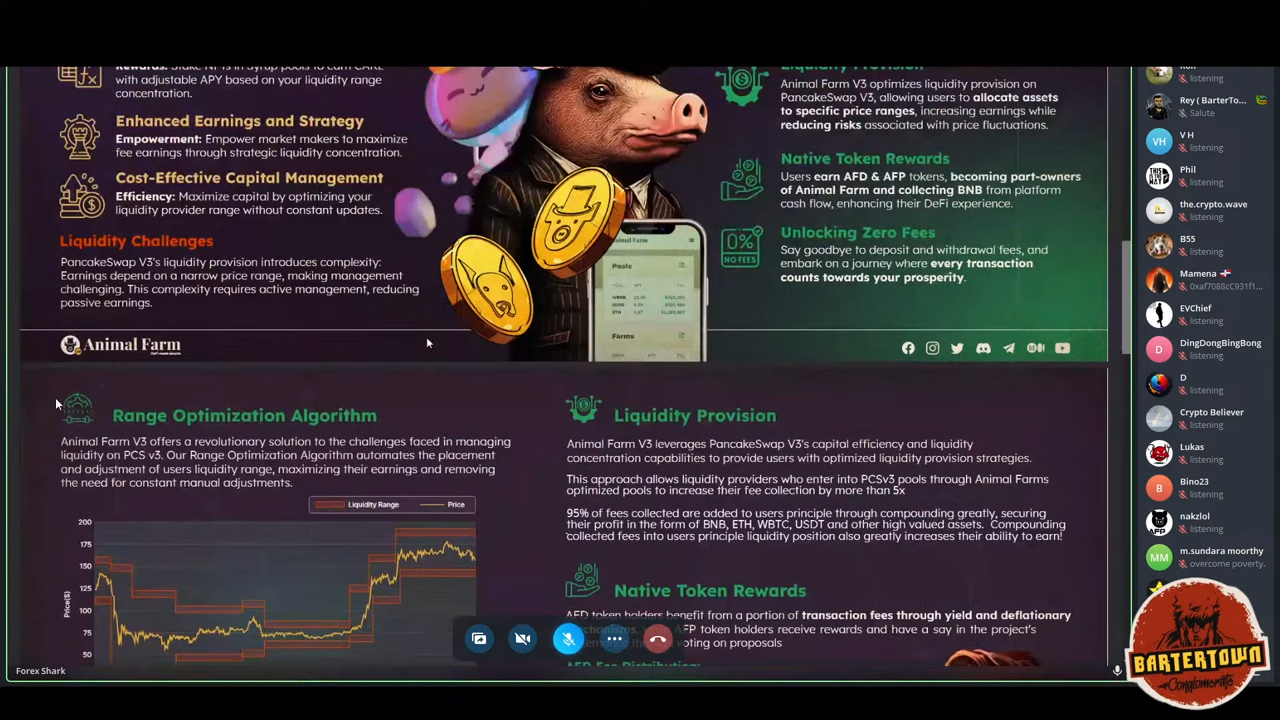 Rewards: Stake NFTs in Syrup pools to earn CAKE
with adjustable APY based on your liquidity range
concentration.
Enhanced Earnings and Strategy
Empowerment: Empower market makers to maximize
fee earnings through strategic liquidity concentration.
Cost-Effective Capital Management
Efficiency: Maximize capital by optimizing your
liquidity provider range without constant updates.
Liquidity Challenges
PancakeSwap V3's liquidity provision introduces complexity:
Earnings depend on a narrow price range, making management
challenging. This complexity requires active management, reducing
passive earnings.
Animal Farm
Pools
Farms
Liquidity Provision
Animal Farm V3 optimizes liquidity provision on
PancakeSwap V3, allowing users to allocate assets
to specific price ranges, increasing earnings while
reducing risks associated with price fluctuations.
Native Token Rewards
Users earn AFD & AFP tokens, becoming part-owners
of Animal Farm and collecting BNB from platform
cash flow, enhancing their DeFi experience.
0%
NO FEES
Unlocking Zero Fees
Say goodbye to deposit and withdrawal fees, and
embark on a journey where every transaction
counts towards your prosperity.
Animal Farm
Range Optimization Algorithm
Animal Farm V3 offers a revolutionary solution to the challenges faced in managing
liquidity on PCS v3. Our Range Optimization Algorithm automates the placement
and adjustment of users liquidity range, maximizing their earnings and removing
the need for constant manual adjustments.
Liquidity Range Price
200
175
150
125
100
75
50
Price($)
Liquidity Provision
Animal Farm V3 leverages PancakeSwap V3's capital efficiency and liquidity
concentration capabilities to provide users with optimized liquidity provision strategies.
This approach allows liquidity providers who enter into PCSv3 pools through Animal Farms
optimized pools to increase their fee collection by more than 5x
95% of fees collected are added to users principle through compounding greatly, securing
their profit in the form of BNB, ETH, WBTC, USDT and other high valued assets. Compounding
collected fees into users principle liquidity position also greatly increases their ability to earn!
Native Token Rewards
AFD token holders benefit from a portion of transaction fees through yield and deflationary
AFP token holders receive rewards and have a say in the project's
voting on proposals
AFD Fee Distribution:
Forex Shark
listening
Rey ( BarterTo...
Salute
VH
V H
listening
Phil
listening
the.crypto.wave
listening
B55
listening
Mamena
0xaf7088cC931f1...
EVChief
listening
D
DingDongBingBong
listening
D
listening
Crypto Believer
listening
Lukas
listening
B
Bino23
listening
AFP
nakzlol
listening
MM
m.sundara moorthy
overcome poverty.
BARTERTOWN
Conglomerate